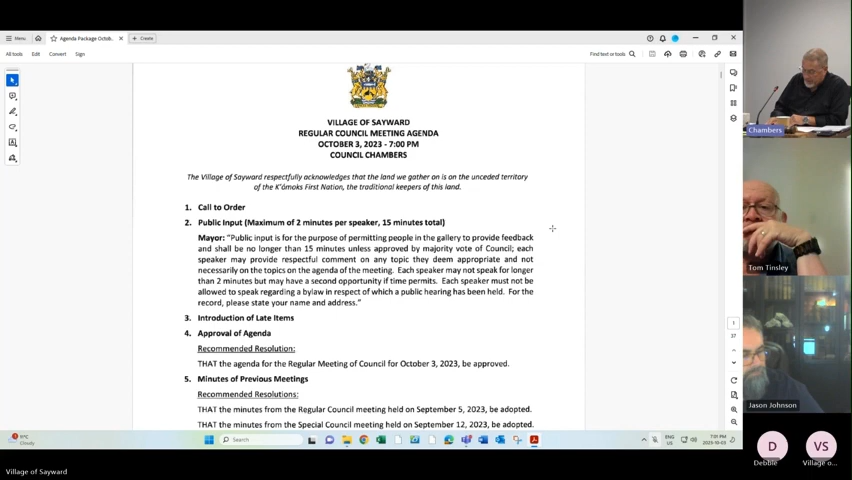 Menu
Agenda Package Octob...
Create
All tools
Edit
Convert
Sign
Find text or tools
VILLAGE OF SAYWARD
REGULAR COUNCIL MEETING AGENDA
OCTOBER 3, 2023 - 7:00 PM
COUNCIL CHAMBERS
The Village of Sayward respectfully acknowledges that the land we gather on is on the unceded territory
of the K'ómoks First Nation, the traditional keepers of this land.
1. Call to Order
2. Public Input (Maximum of 2 minutes per speaker, 15 minutes total)
Mayor: "Public input is for the purpose of permitting people in the gallery to provide feedback
and shall be no longer than 15 minutes unless approved by majority vote of Council; each
speaker may provide respectful comment on any topic they deem appropriate and not
necessarily on the topics on the agenda of the meeting. Each speaker may not speak for longer
than 2 minutes but may have a second opportunity if time permits. Each speaker must not be
allowed to speak regarding a bylaw in respect of which a public hearing has been held. For the
record, please state your name and address."
3. Introduction of Late Items
4. Approval of Agenda
Recommended Resolution:
THAT the agenda for the Regular Meeting of Council for October 3, 2023, be approved.
5. Minutes of Previous Meetings
Recommended Resolutions:
THAT the minutes from the Regular Council meeting held on September 5, 2023, be adopted.
THAT the minutes from the Special Council meeting held on September 12, 2023, be adopted.
1
37
Cloudy
Search
ENG
US
7:01 PM
2023-10-03
Chambers
Tom Tinsley
Jason Johnson
D
VS
Debbie
Village o...
Village of Sayward